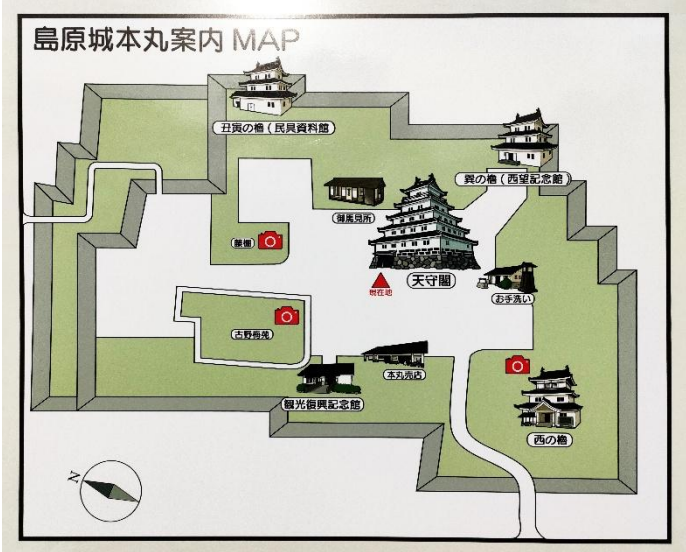 島原城本丸案内 MAP
丑寅の櫓(民具資料館)
巽の櫓(西望記念館)
御馬見所
藤棚
天守閣
現在地
お手洗い
古野梅苑
本丸売店
観光復興記念館
西の櫓
N